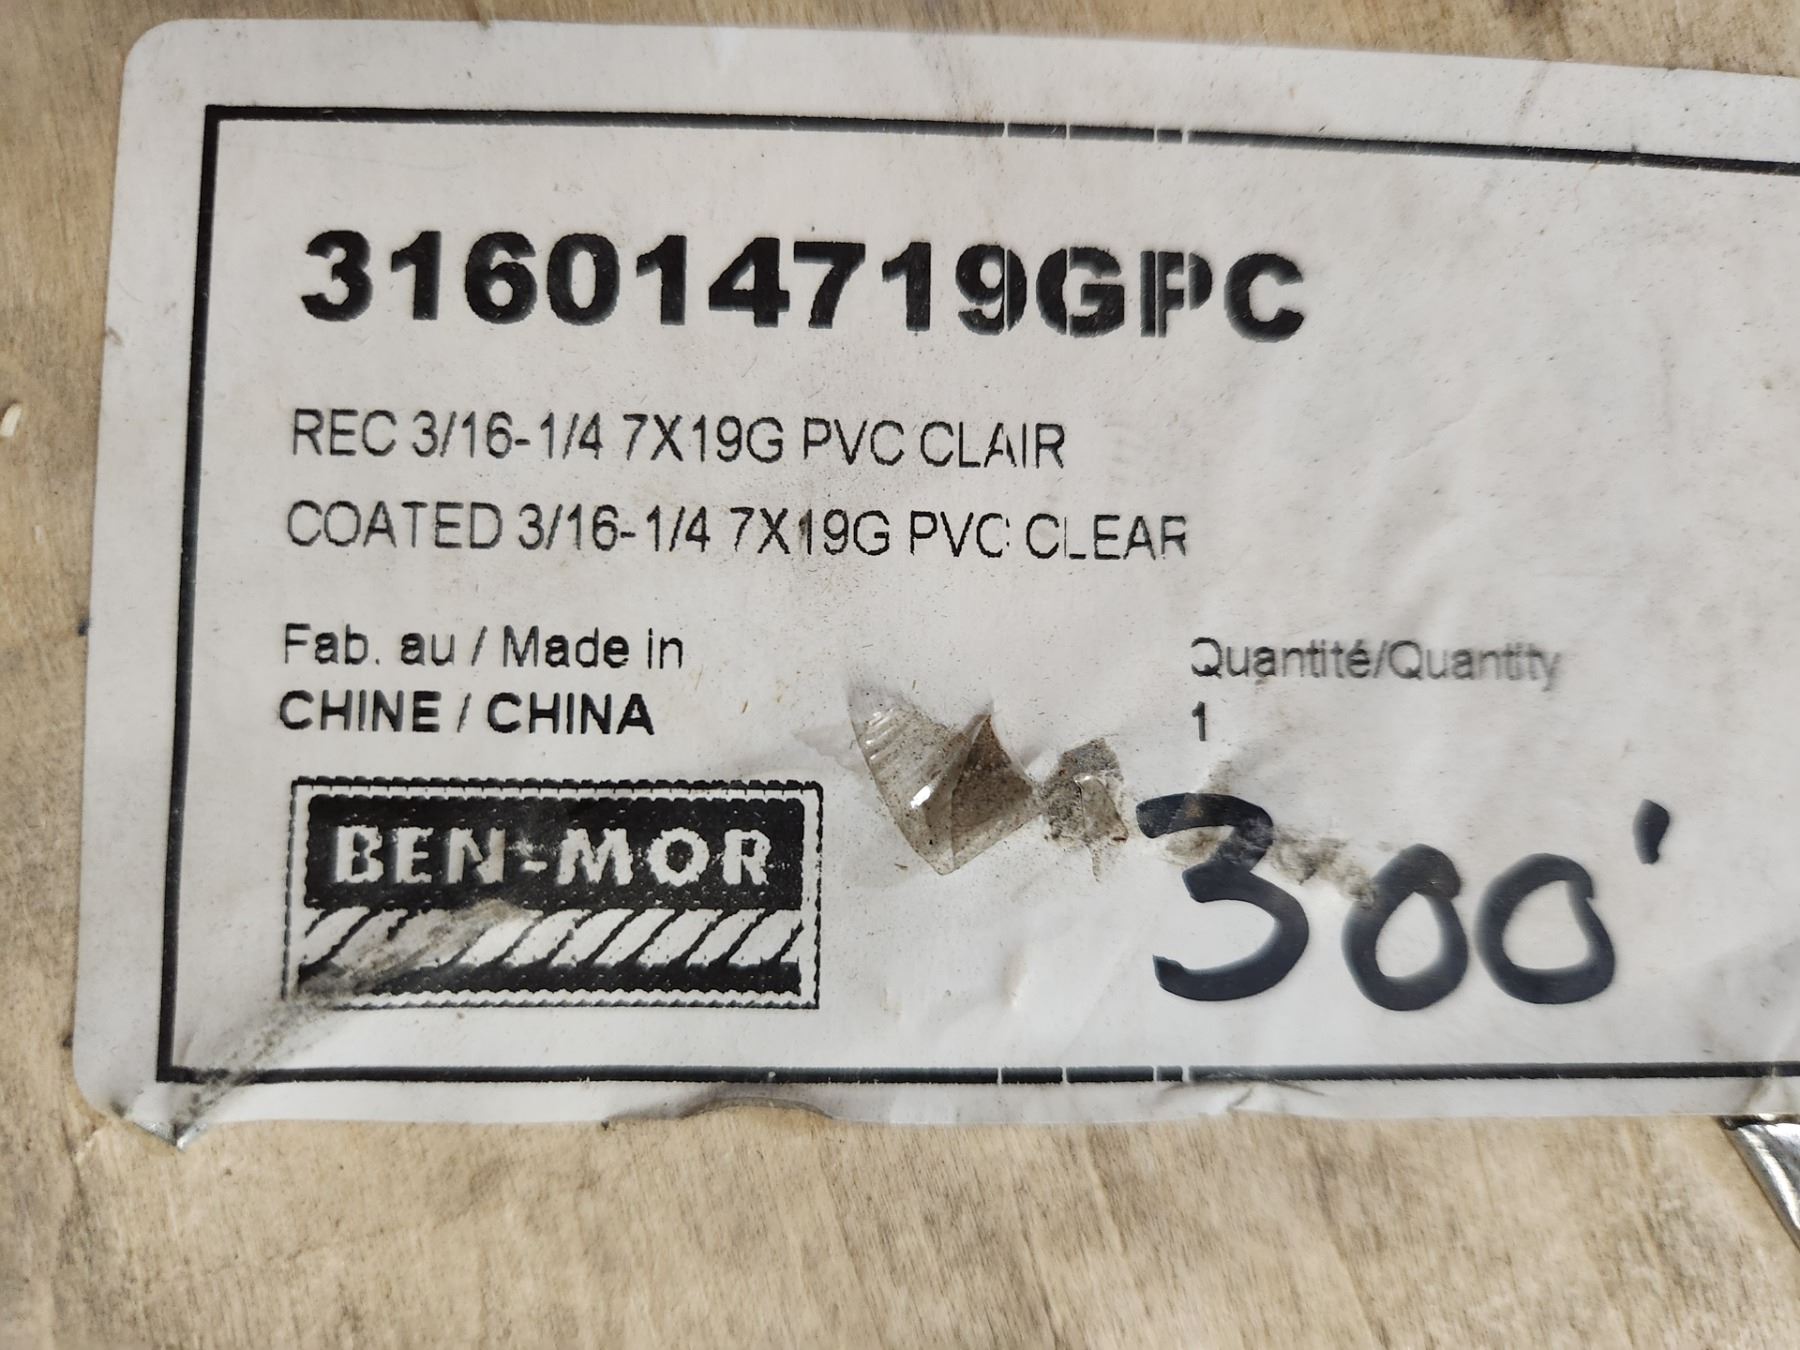 316014719GPC
REC 3/16-1/4 7X19G PVC CLAIR
COATED 3/16-1/4 7X19G PVC CLEAR
Fab. au / Made in
CHINE / CHINA
Quantité/Quantity
1
BEN-MOR
300'